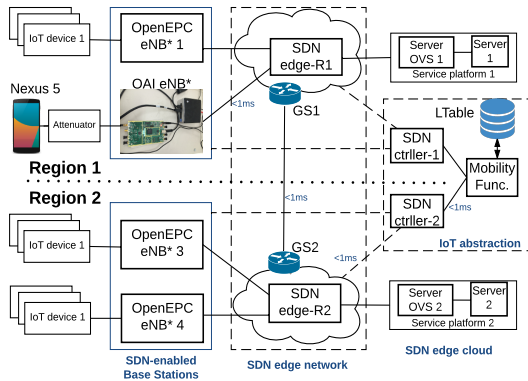 IoT device 1
OpenEPC
eNB* 1
SDN
edge-R1
Server
OVS 1
Server
1
Service platform 1
Nexus 5
Attenuator
OAI eNB*
<1ms
GS1
LTable
SDN
ctrller-1
Mobility
Func.
Region 1
Region 2
<1ms
SDN
ctrller-2
<1ms
IoT abstraction
IoT device 1
OpenEPC
eNB* 3
GS2
<1ms
IoT device 1
OpenEPC
eNB* 4
SDN
edge-R2
Server
OVS 2
Server
2
Service platform 2
SDN-enabled
Base Stations
SDN edge network
SDN edge cloud